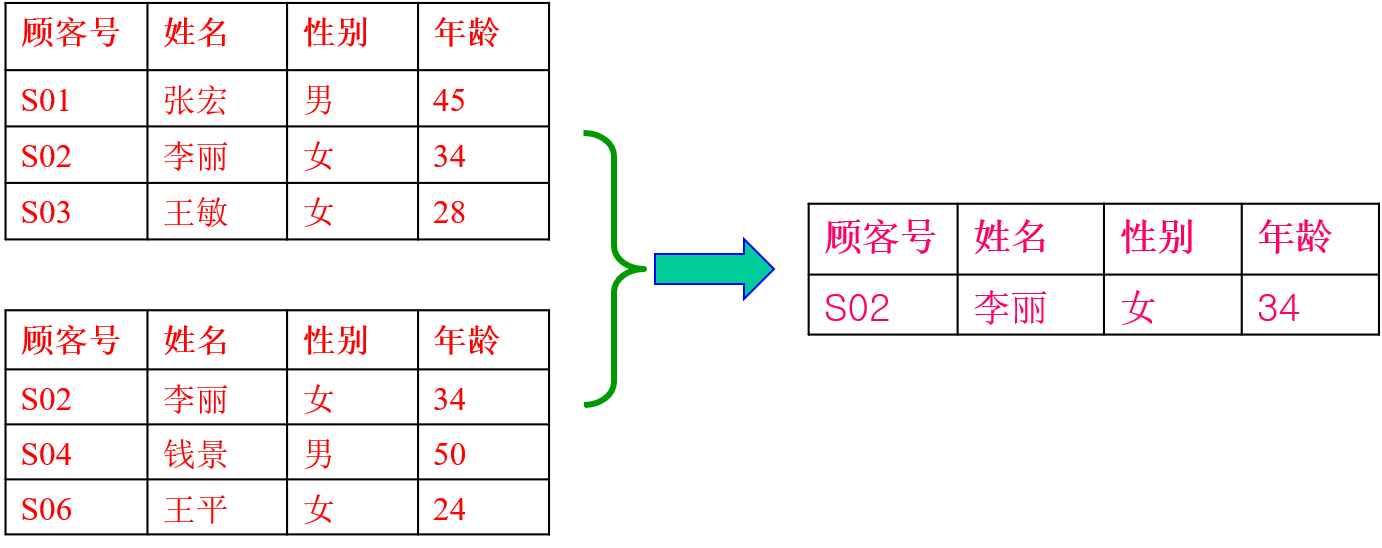 顾客号 姓名 性别 年龄
S01 张宏 男 45
S02 李丽 女 34
S03 王敏 女 28
顾客号 姓名 性别 年龄
S02 李丽 女 34
S04 钱景 男 50
S06 王平 女 24
顾客号 姓名 性别 年龄
S02 李丽 女 34